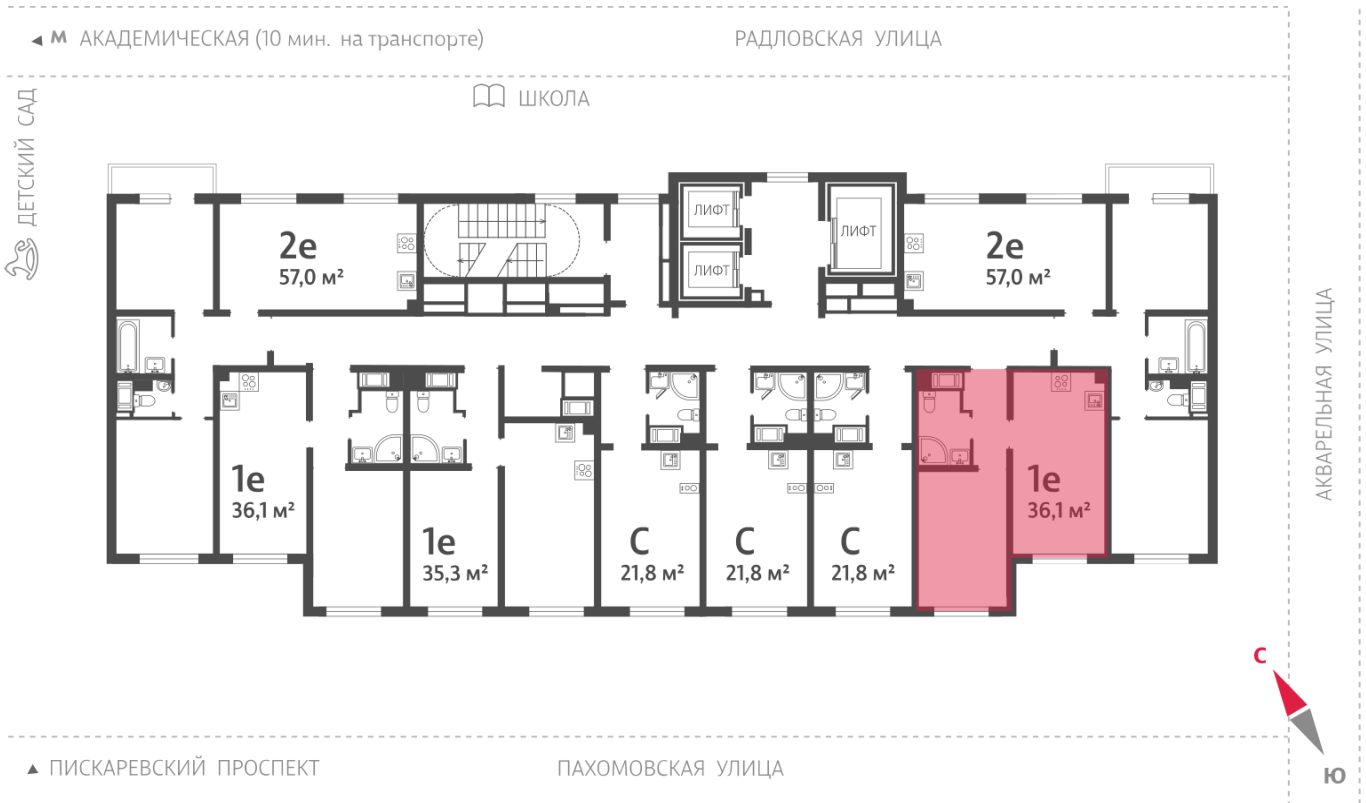 М АКАДЕМИЧЕСКАЯ (10 мин. на транспорте)
РАДЛОВСКАЯ УЛИЦА
ШКОЛА
ДЕТСКИЙ САД
ЛИФТ
ЛИФТ
ЛИФТ
2е
57,0 м²
2е
57,0 м²
АКВАРЕЛЬНАЯ УЛИЦА
1е
36,1 м²
1е
35,3 м²
С
21,8 м²
С
21,8 м²
С
21,8 м²
1е
36,1 м²
С
Ю
ПИСКАРЕВСКИЙ ПРОСПЕКТ
ПАХОМОВСКАЯ УЛИЦА